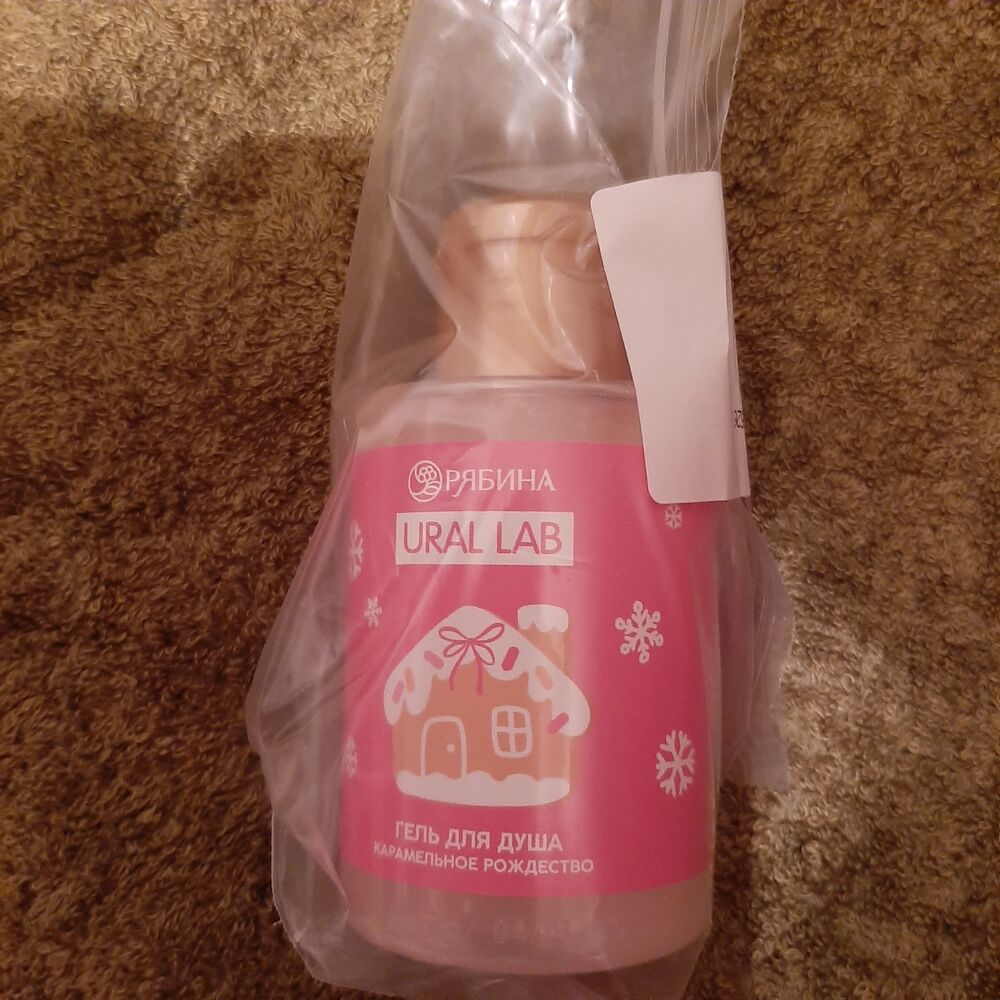 РЯБИНА
URAL LAB
ГЕЛЬ ДЛЯ ДУША
КАРАМЕЛЬНОЕ РОЖДЕСТВО